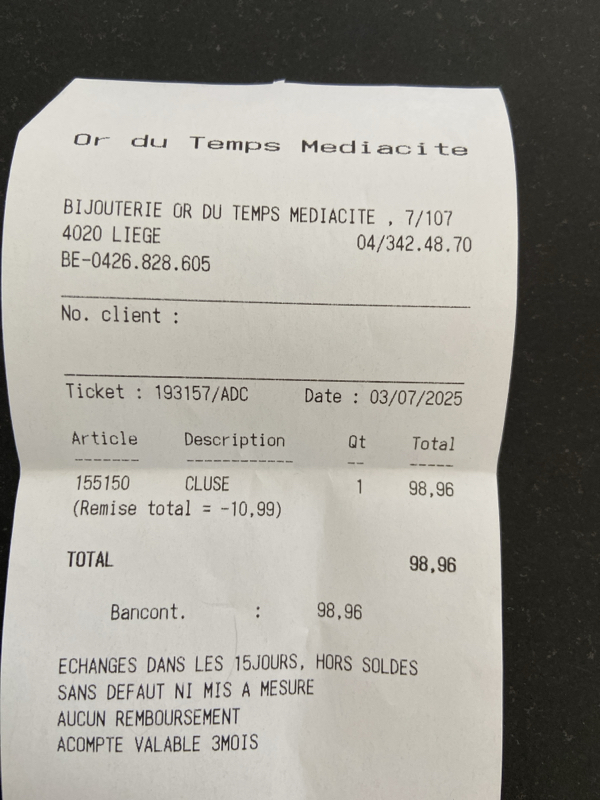 Or du Temps Mediacite
BIJOUTERIE OR DU TEMPS MEDIACITE , 7/107
4020 LIEGE 04/342.48.70
BE-0426.828.605
No. client :
Ticket : 193157/ADC Date : 03/07/2025
Article Description Qt Total
------- ------------ -- -----
155150 CLUSE 1 98,96
(Remise total = -10,99)
TOTAL 98,96
Bancont. : 98,96
ECHANGES DANS LES 15JOURS, HORS SOLDES
SANS DEFAUT NI MIS A MESURE
AUCUN REMBOURSEMENT
ACOMPTE VALABLE 3MOIS